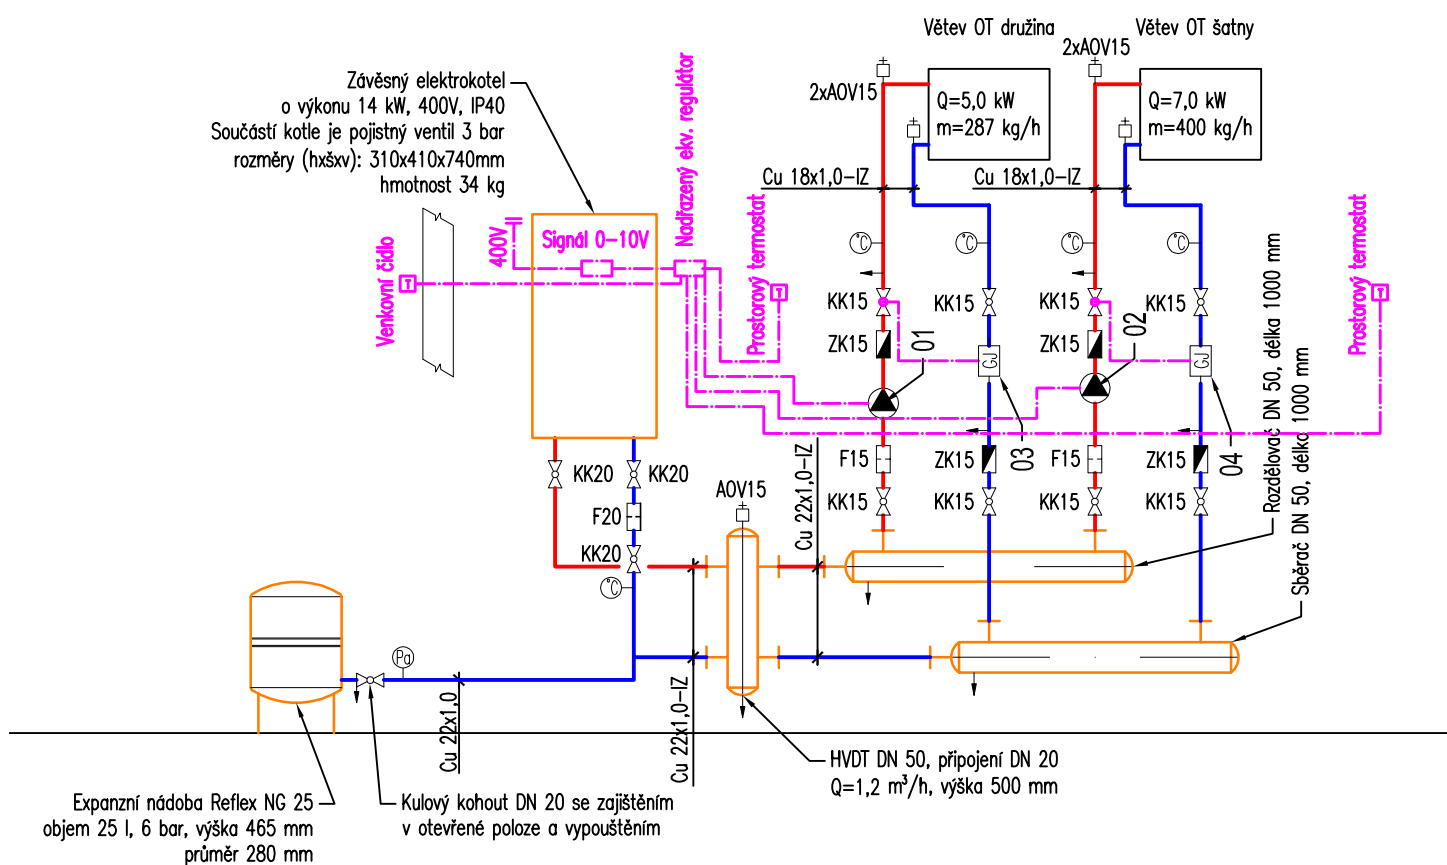 Větev OT družina
Větev OT šatny
2xAOV15
2xAOV15
Q=5,0 kW
m=287 kg/h
Q=7,0 kW
m=400 kg/h
Závěsný elektrokotel
o výkonu 14 kW, 400V, IP40
Součástí kotle je pojistný ventil 3 bar
rozměry (hxšxv): 310x410x740mm
hmotnost 34 kg
Cu 18x1,0-IZ
Cu 18x1,0-IZ
Nadřazený ekv. regulátor
400V
Signál 0-10V
Venkovní čidlo
Prostorový termostat
Prostorový termostat
T
T
T
°C
°C
°C
°C
KK15
KK15
KK15
KK15
ZK15
ZK15
01
02
GJ
GJ
03
04
F15
ZK15
F15
ZK15
KK15
KK15
KK15
KK15
KK20
KK20
F20
KK20
°C
AOV15
Cu 22x1,0-IZ
Rozdělovač DN 50, délka 1000 mm
Sběrač DN 50, délka 1000 mm
Pa
Cu 22x1,0
Cu 22x1,0-IZ
HVDT DN 50, připojení DN 20
Q=1,2 m³/h, výška 500 mm
Expanzní nádoba Reflex NG 25
objem 25 l, 6 bar, výška 465 mm
průměr 280 mm
Kulový kohout DN 20 se zajištěním
v otevřené poloze a vypouštěním